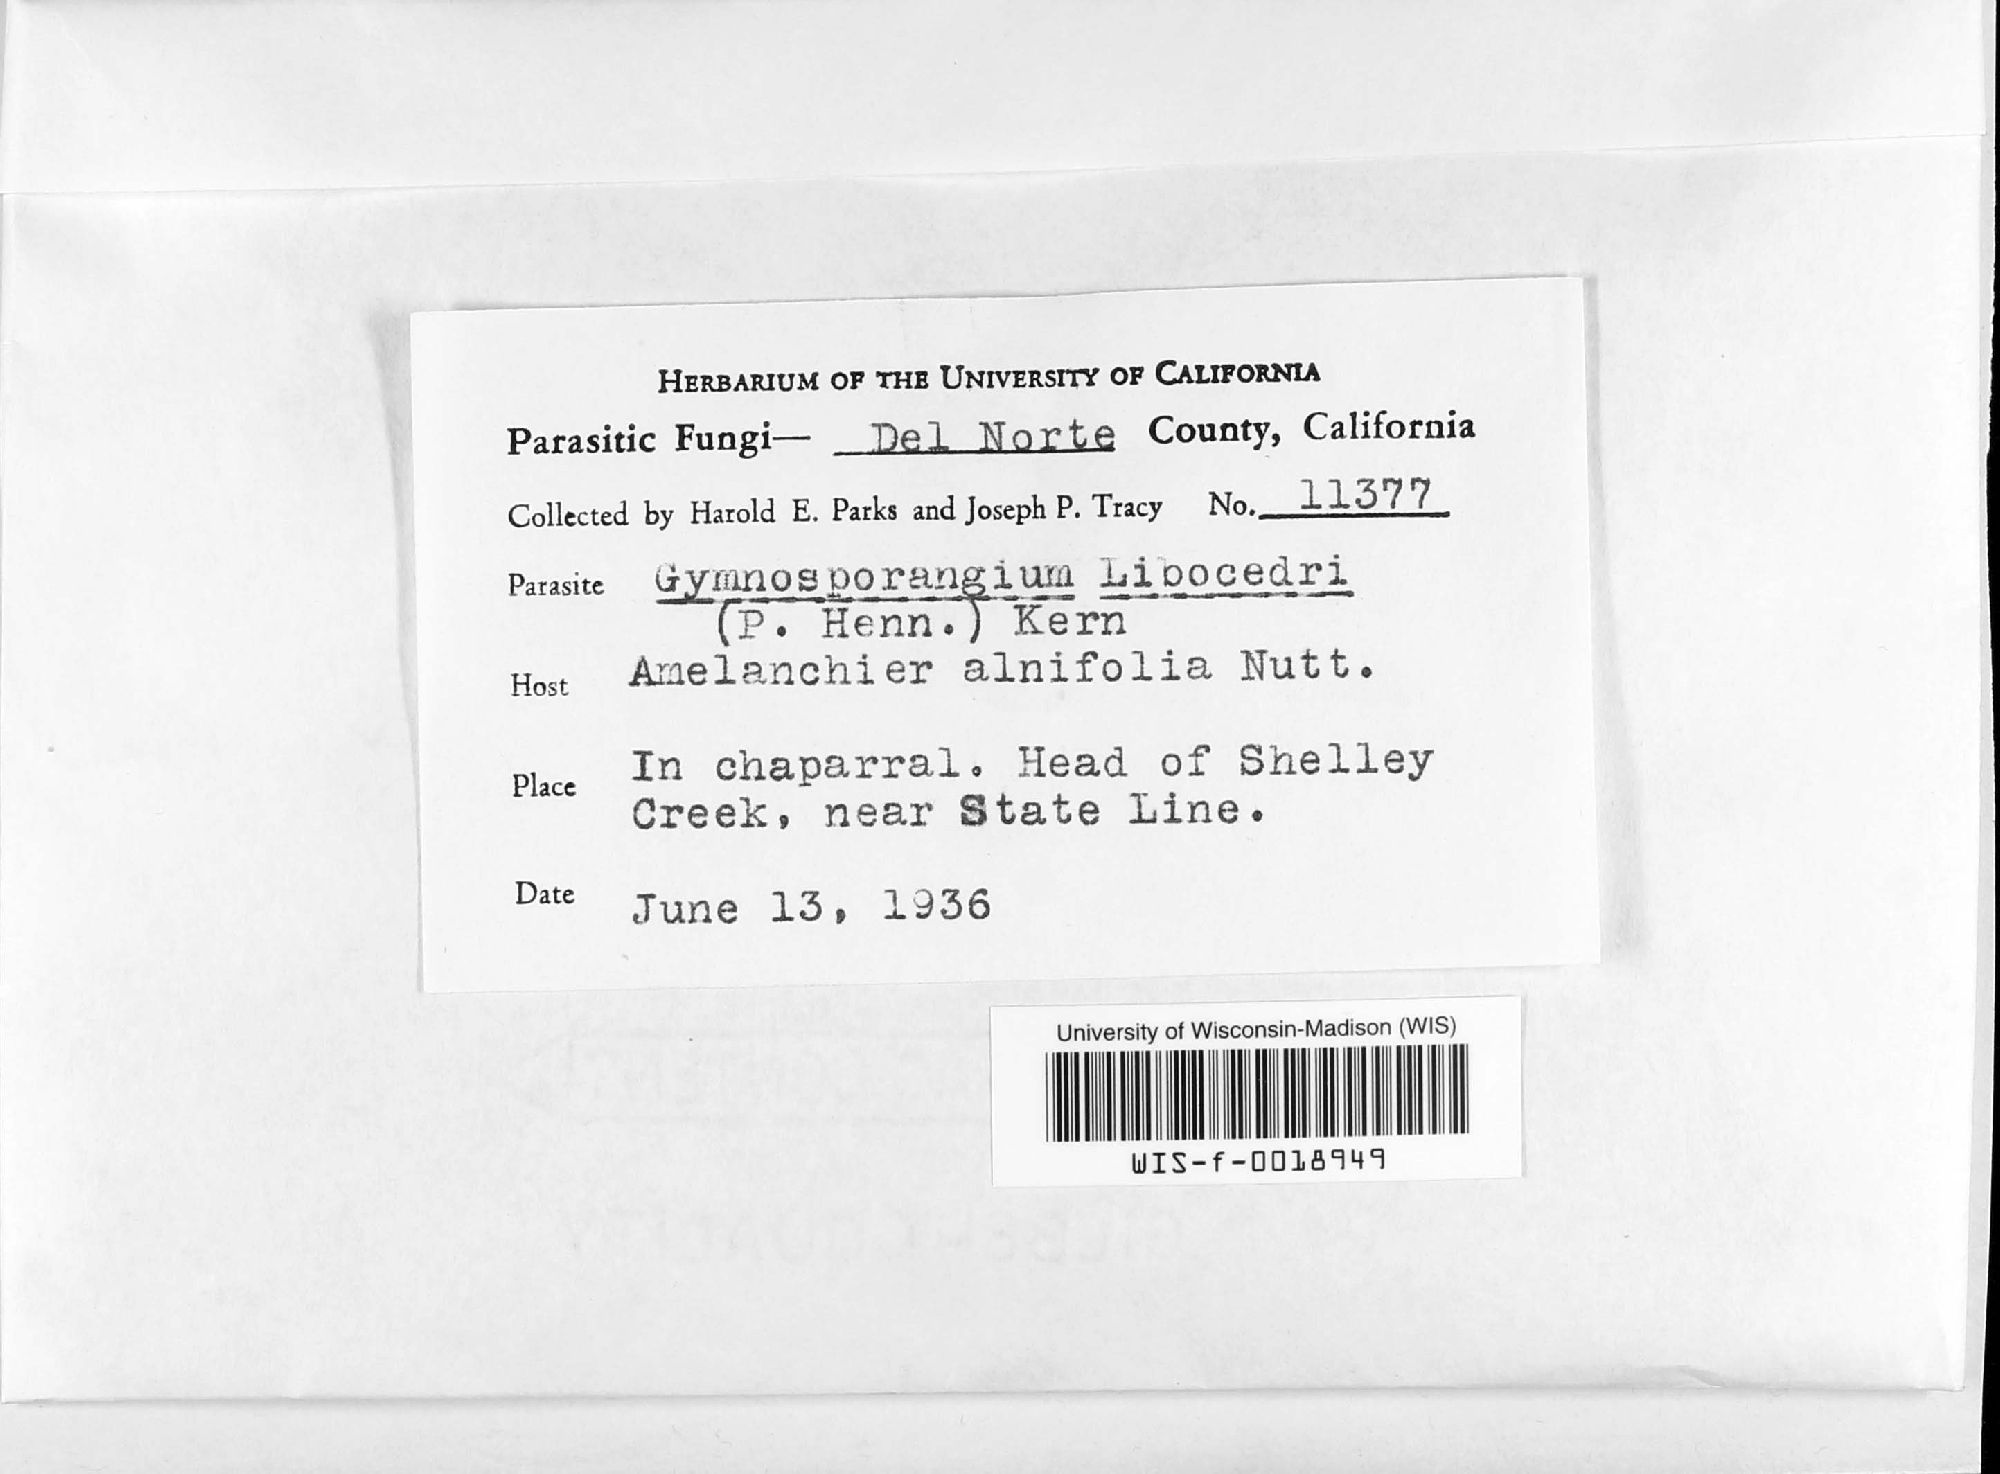 HERBARIUM OF THE UNIVERSITY OF CALIFORNIA
Parasitic Fungi— Del Norte County, California
Collected by Harold E. Parks and Joseph P. Tracy No. 11377
Parasite Gymnosporangium Libocedri
(P. Henn.) Kern
Host Amelanchier alnifolia Nutt.
Place In chaparral. Head of Shelley
Creek, near State Line.
Date June 13, 1936
University of Wisconsin-Madison (WIS)
WIS-f-0018949